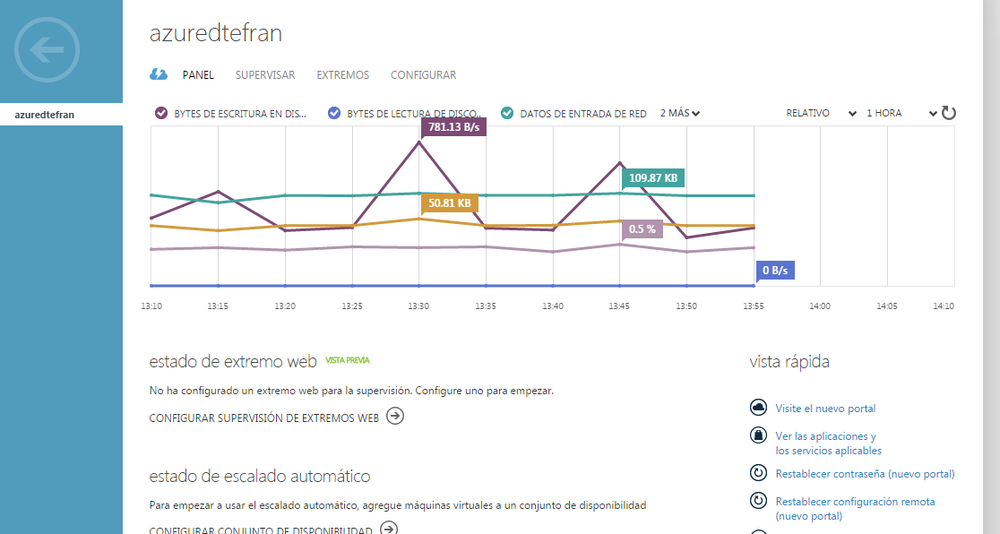 azuredtefran
PANEL SUPERVISAR EXTREMOS CONFIGURAR
azuredtefran
BYTES DE ESCRITURA EN DIS... BYTES DE LECTURA DE DISCO... DATOS DE ENTRADA DE RED 2 MÁS RELATIVO 1 HORA
781.13 B/s
109.87 KB
50.81 KB
0.5 %
0 B/s
13:10 13:15 13:20 13:25 13:30 13:35 13:40 13:45 13:50 13:55 14:00 14:05 14:10
estado de extremo web VISTA PREVIA
No ha configurado un extremo web para la supervisión. Configure uno para empezar.
CONFIGURAR SUPERVISIÓN DE EXTREMOS WEB
estado de escalado automático
Para empezar a usar el escalado automático, agregue máquinas virtuales a un conjunto de disponibilidad
CONFIGURAR CONJUNTO DE DISPONIBILIDAD
vista rápida
Visite el nuevo portal
Ver las aplicaciones y
los servicios aplicables
Restablecer contraseña (nuevo portal)
Restablecer configuración remota
(nuevo portal)